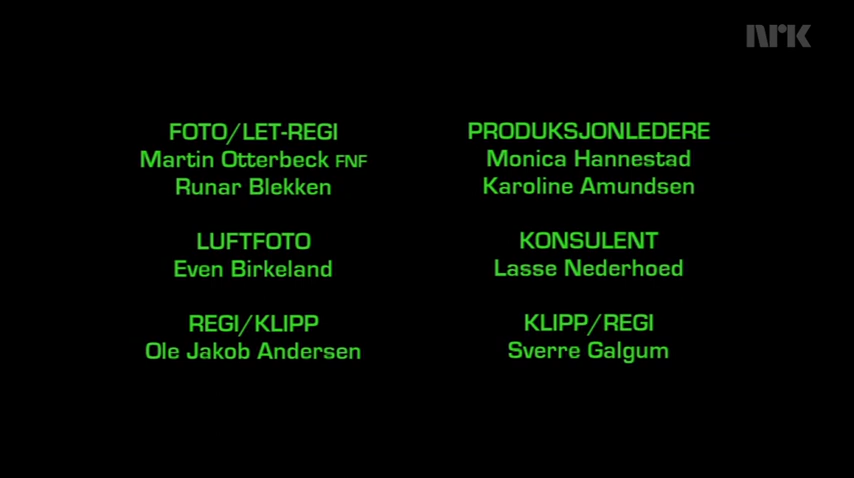 NRK
FOTO/LET-REGI
Martin Otterbeck FNF
Runar Blekken
LUFTFOTO
Even Birkeland
REGI/KLIPP
Ole Jakob Andersen
PRODUKSJONLEDERE
Monica Hannestad
Karoline Amundsen
KONSULENT
Lasse Nederhoed
KLIPP/REGI
Sverre Galgum